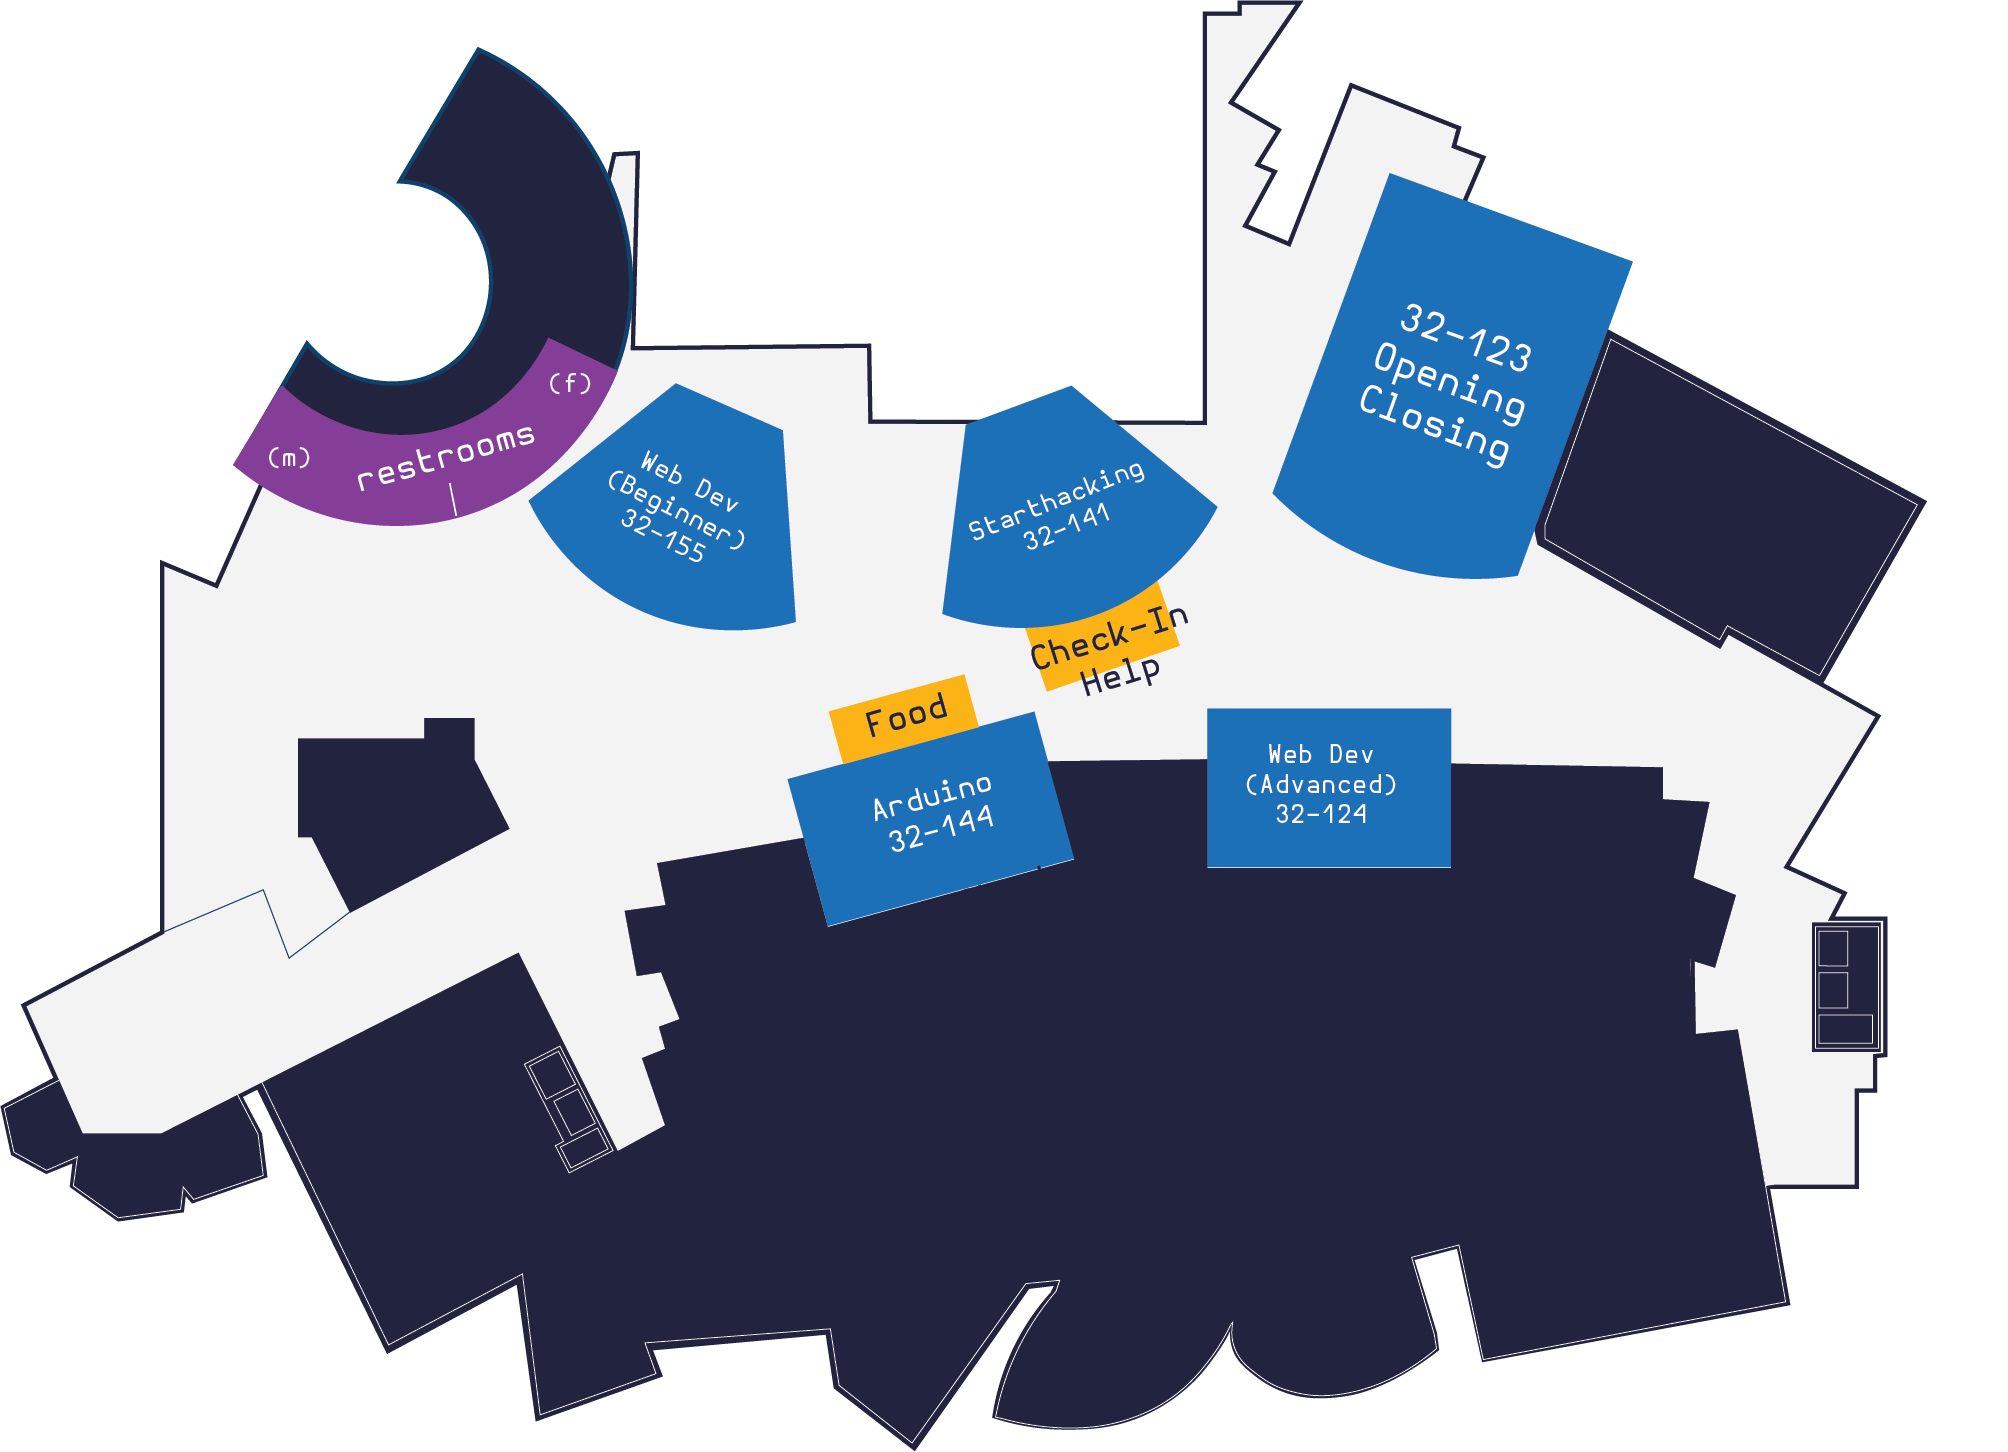 32-123
Opening
Closing
(f)
restrooms
(m)
Web Dev
(Beginner)
32-155
Starthacking
32-141
Check-In
Help
Food
Arduino
32-144
Web Dev
(Advanced)
32-124